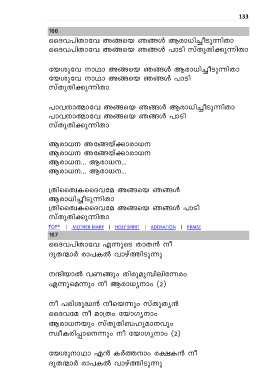 133
166
ദൈവപിതാവേ അങ്ങയെ ഞങ്ങൾ ആരാധിച്ചീടുന്നിതാ
ദൈവപിതാവേ അങ്ങയെ ഞങ്ങൾ പാടി സ്തുതിക്കുന്നിതാ
യേശുവേ നാഥാ അങ്ങയെ ഞങ്ങൾ ആരാധിച്ചീടുന്നിതാ
യേശുവേ നാഥാ അങ്ങയെ ഞങ്ങൾ പാടി
സ്തുതിക്കുന്നിതാ
പാവനാത്മാവേ അങ്ങയെ ഞങ്ങൾ ആരാധിച്ചീടുന്നിതാ
പാവനാത്മാവേ അങ്ങയെ ഞങ്ങൾ പാടി
സ്തുതിക്കുന്നിതാ
ആരാധന അങ്ങേയ്ക്കാരാധന
ആരാധന അങ്ങേയ്ക്കാരാധന
ആരാധന... ആരാധന...
ആരാധന... ആരാധന...
ത്രിത്വൈകദൈവമേ അങ്ങയെ ഞങ്ങൾ
ആരാധിച്ചീടുന്നിതാ
ത്രിത്വൈകദൈവമേ അങ്ങയെ ഞങ്ങൾ പാടി
സ്തുതിക്കുന്നിതാ
TOP^ | MOTHER MARY | HOLY SPIRIT | ADORATION | PRAISE
167
ദൈവപിതാവേ എന്നുടെ താതൻ നീ
ദൂതന്മാർ രാപകൽ വാഴ്ത്തിടുന്നു
നന്ദിയാൽ വണങ്ങും തിരുമുമ്പിലിന്നേരം
എന്നുമെന്നും നീ ആരാധ്യനാം (2)
നീ പരിശുദ്ധൻ നീയെന്നും സ്തുത്യൻ
ദൈവമേ നീ മാത്രം യോഗ്യനാം
ആരാധനയും സ്തുതിബഹുമാനവും
സ്വീകരിപ്പാനെന്നും നീ യോഗ്യനാം (2)
യേശുനാഥാ എൻ കർത്തനാം രക്ഷകൻ നീ
ദൂതന്മാർ രാപകൽ വാഴ്ത്തിടുന്നു